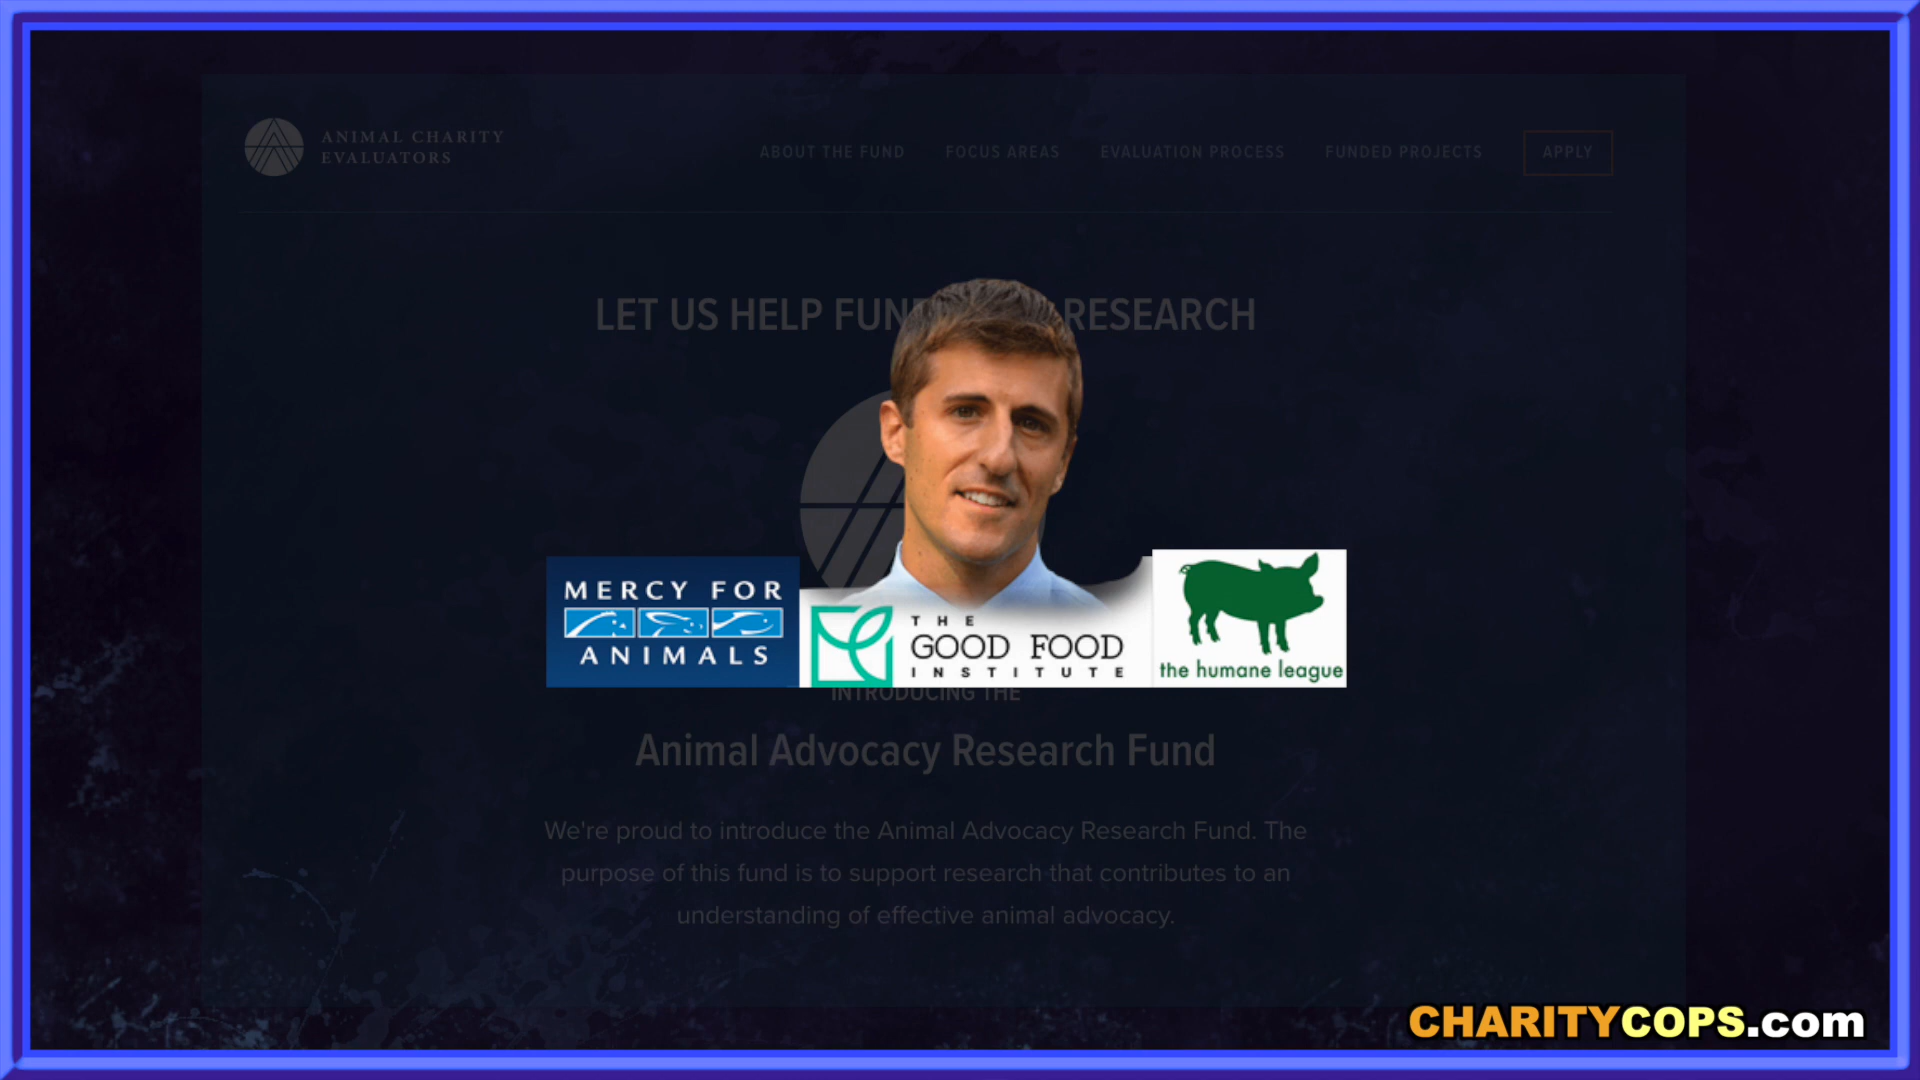 ANIMAL CHARITY
EVALUATORS
ABOUT THE FUND
FOCUS AREAS
EVALUATION PROCESS
FUNDED PROJECTS
APPLY
LET US HELP FUN RESEARCH
MERCY FOR
ANIMALS
THE
GOOD FOOD
INSTITUTE
the humane league
INTRODUCING THE
Animal Advocacy Research Fund
We're proud to introduce the Animal Advocacy Research Fund. The
purpose of this fund is to support research that contributes to an
understanding of effective animal advocacy.
CHARITYCOPS.com